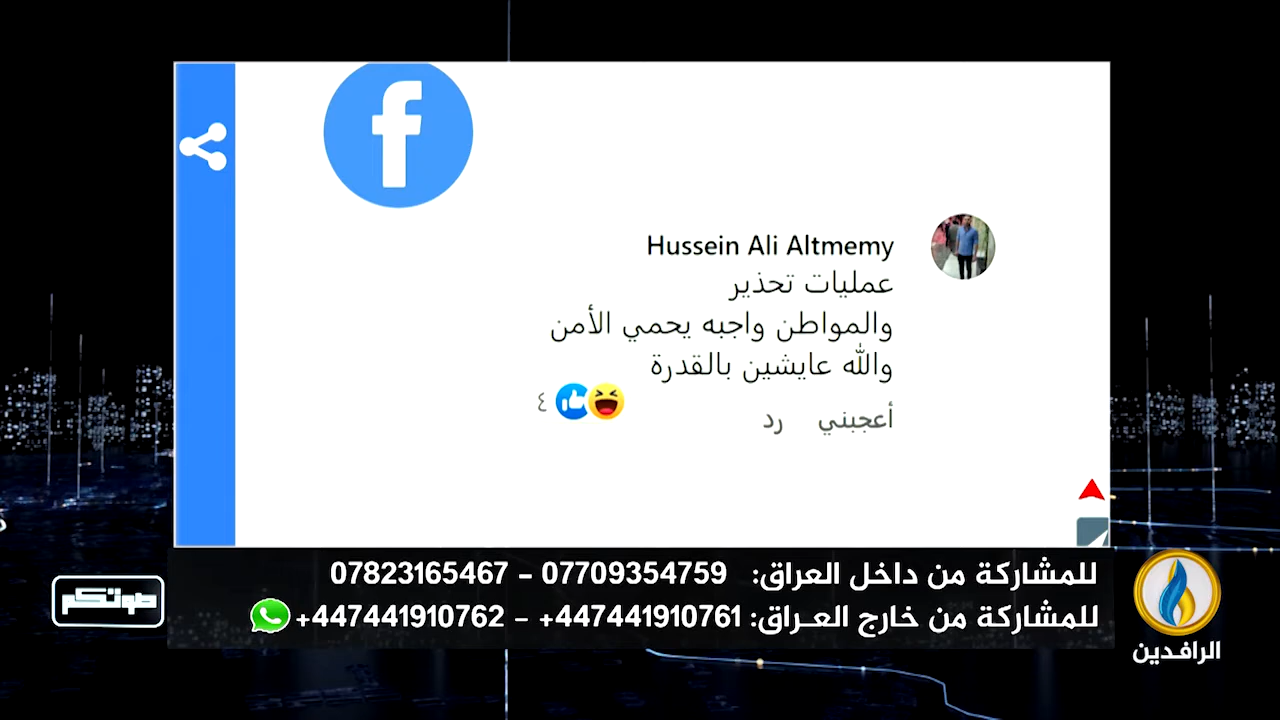 Hussein Ali Altmemy
عمليات تحذير
والمواطن واجبه يحمي الأمن
والله عايشين بالقدرة
٤
أعجبني رد
للمشاركة من داخل العراق: 07709354759 - 07823165467
للمشاركة من خارج العـراق: 447441910761+ - 447441910762+
صوتكم
الرافدين